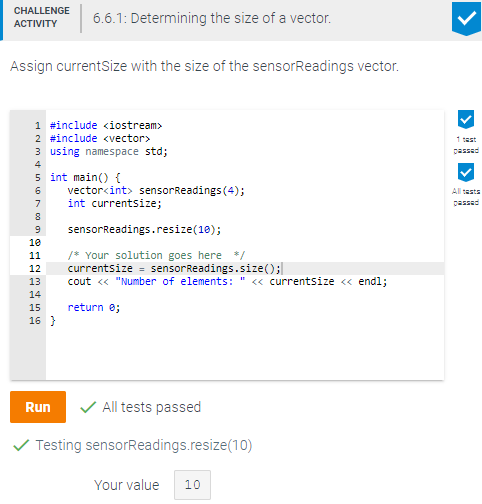 CHALLENGE ACTIVITY
6.6.1: Determining the size of a vector.
Assign currentSize with the size of the sensorReadings vector.
1 #include <iostream>
2 #include <vector>
3 using namespace std;
4
5 int main() {
6    vector<int> sensorReadings(4);
7    int currentSize;
8
9    sensorReadings.resize(10);
10
11    /* Your solution goes here  */
12    currentSize = sensorReadings.size();
13    cout << "Number of elements: " << currentSize << endl;
14
15    return 0;
16 }
1 test
passed
All tests
passed
Run
All tests passed
Testing sensorReadings.resize(10)
Your value 10